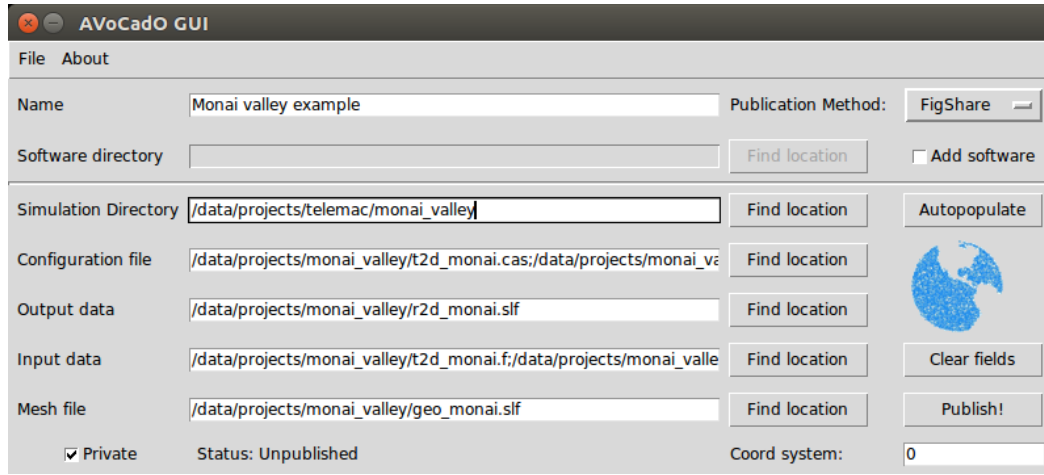 AVoCadO GUI
File About
Name Monai valley example Publication Method: FigShare
Software directory Find location Add software
Simulation Directory /data/projects/telemac/monai_valley Find location Autopopulate
Configuration file /data/projects/monai_valley/t2d_monai.cas;/data/projects/monai_va Find location
Output data /data/projects/monai_valley/r2d_monai.slf Find location
Input data /data/projects/monai_valley/t2d_monai.f;/data/projects/monai_valle Find location Clear fields
Mesh file /data/projects/monai_valley/geo_monai.slf Find location Publish!
Private Status: Unpublished Coord system: 0